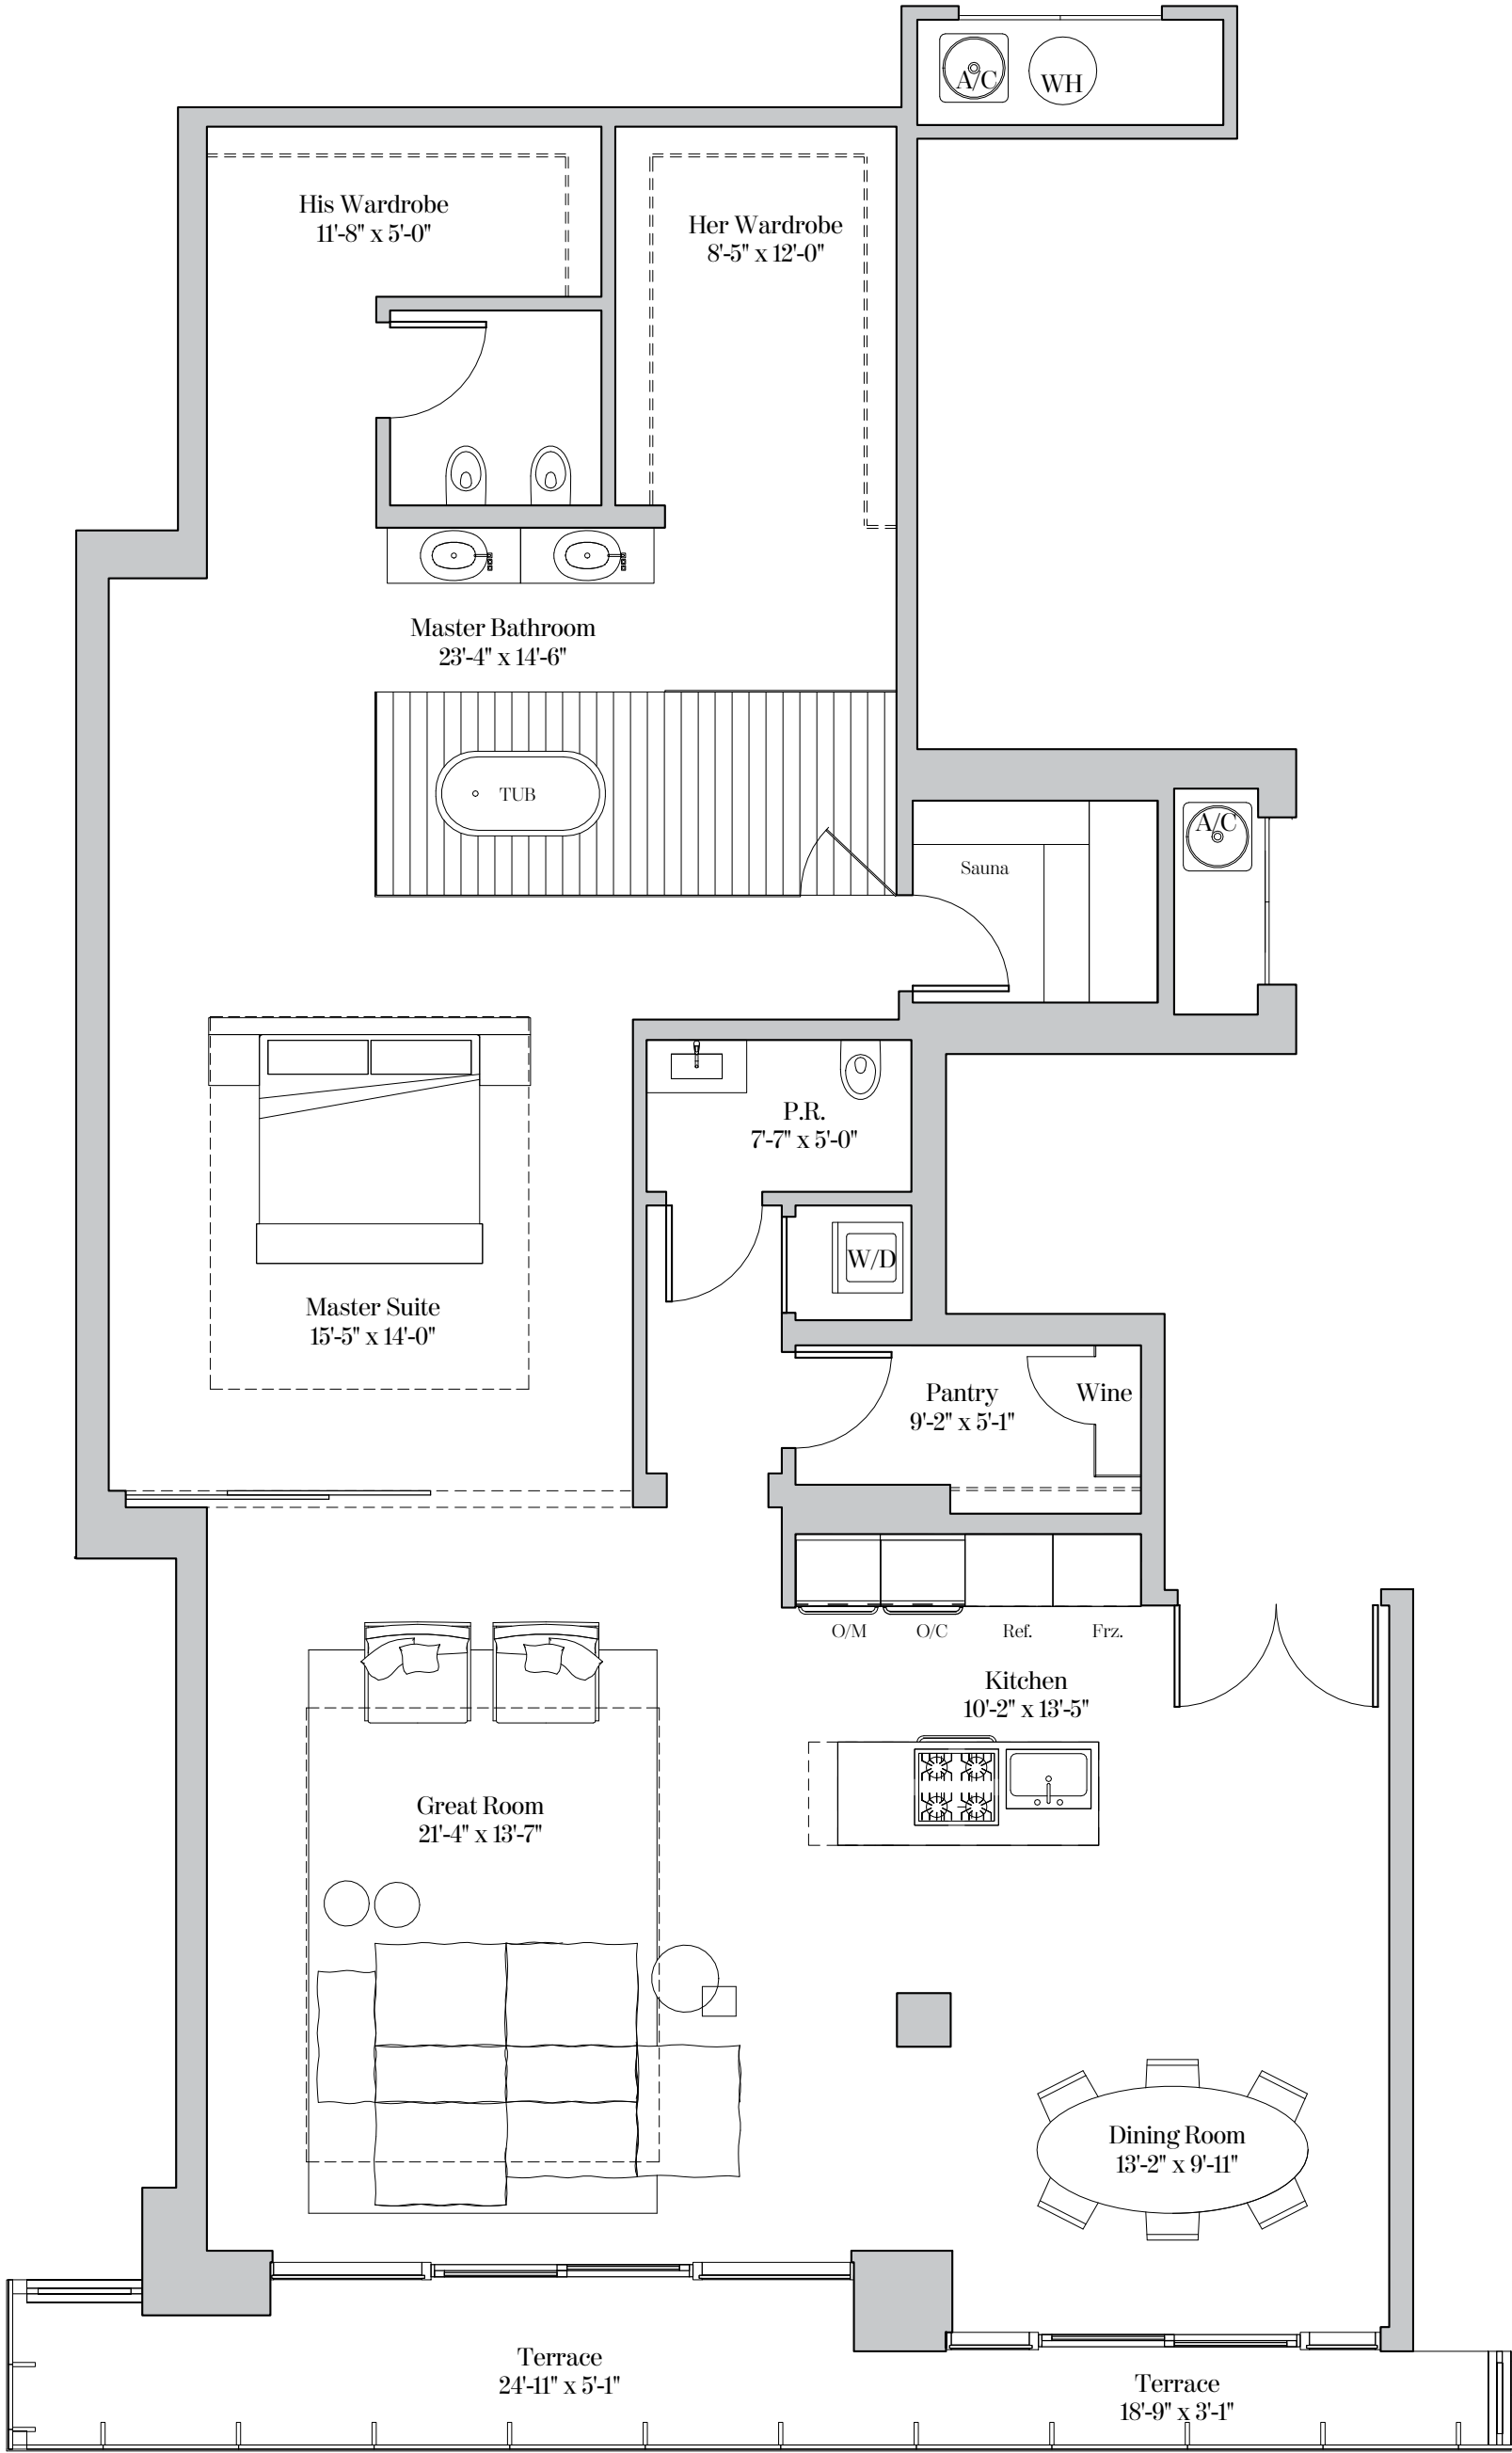 A/C
WH
His Wardrobe
11'-8" x 5'-0"
Her Wardrobe
8'-5" x 12'-0"
Master Bathroom
23'-4" x 14'-6"
TUB
A/C
Sauna
P.R.
7'-7" x 5'-0"
W/D
Master Suite
15'-5" x 14'-0"
Pantry
9'-2" x 5'-1"
Wine
O/M
O/C
Ref.
Frz.
Kitchen
10'-2" x 13'-5"
Great Room
21'-4" x 13'-7"
Dining Room
13'-2" x 9'-11"
Terrace
24'-11" x 5'-1"
Terrace
18'-9" x 3'-1"